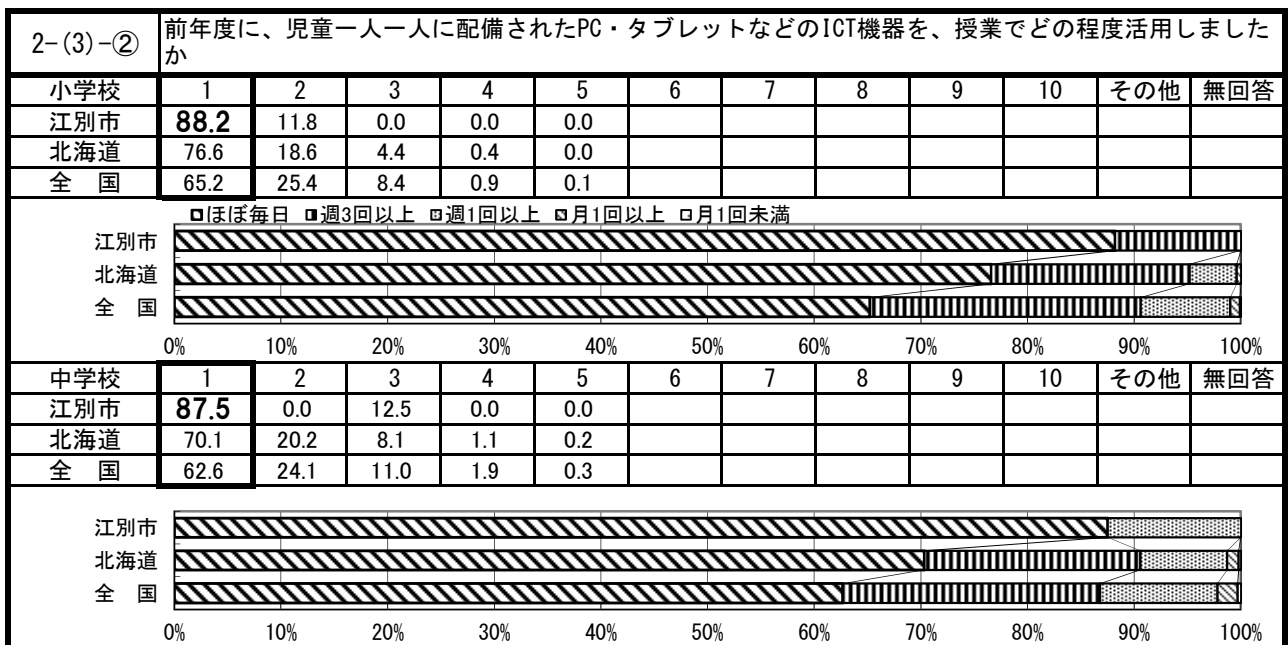 2-(3)-② 前年度に、児童一人一人に配備されたPC・タブレットなどのICT機器を、授業でどの程度活用しました
か
小学校 1 2 3 4 5 6 7 8 9 10 その他 無回答
江別市 88.2 11.8 0.0 0.0 0.0
北海道 76.6 18.6 4.4 0.4 0.0
全 国 65.2 25.4 8.4 0.9 0.1
ほぼ毎日 週3回以上 週1回以上 月1回以上 月1回未満
江別市
北海道
全 国
0% 10% 20% 30% 40% 50% 60% 70% 80% 90% 100%
中学校 1 2 3 4 5 6 7 8 9 10 その他 無回答
江別市 87.5 0.0 12.5 0.0 0.0
北海道 70.1 20.2 8.1 1.1 0.2
全 国 62.6 24.1 11.0 1.9 0.3
江別市
北海道
全 国
0% 10% 20% 30% 40% 50% 60% 70% 80% 90% 100%